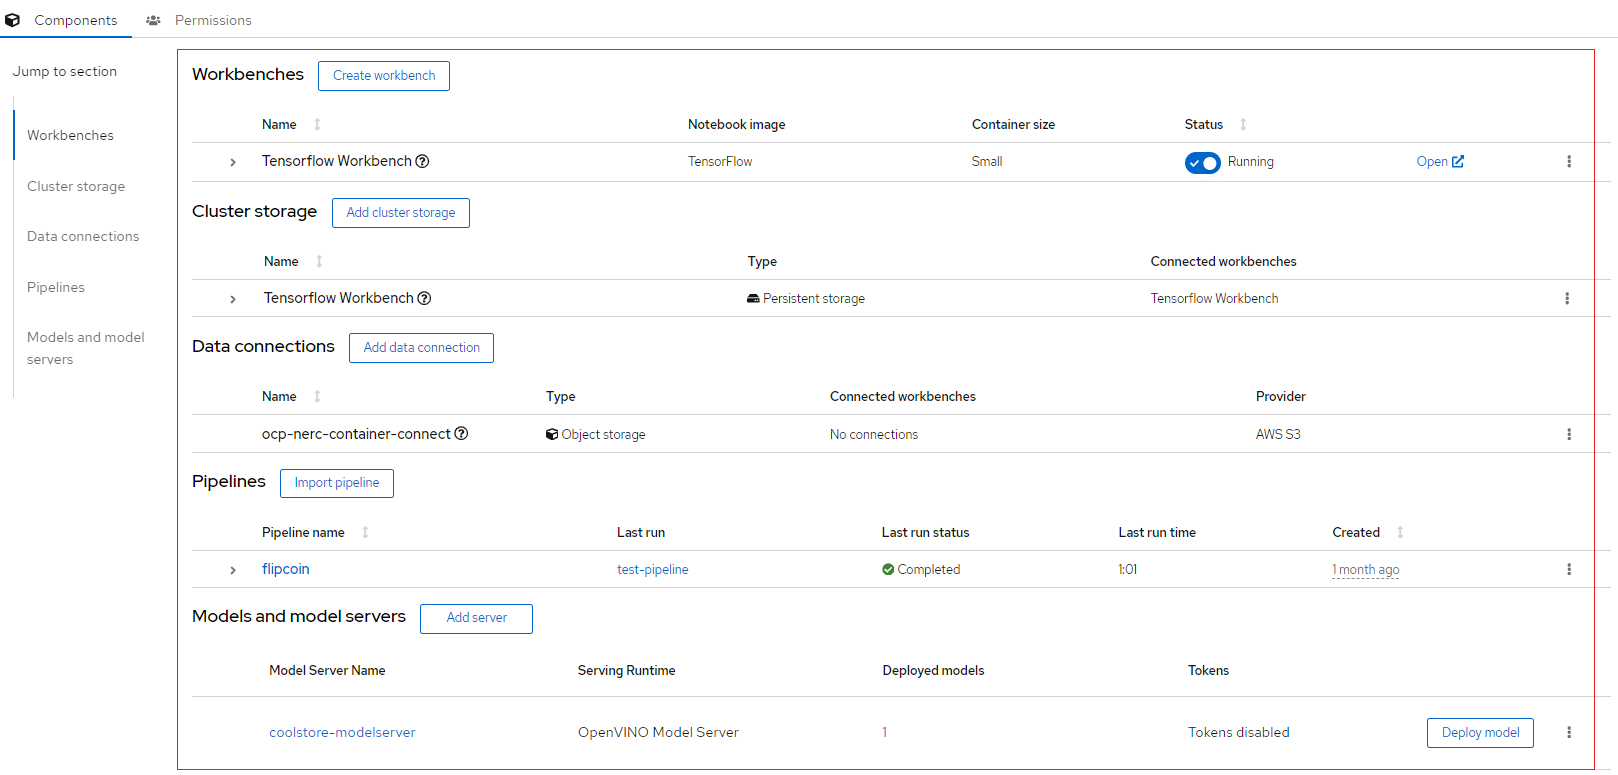 Components Permissions
Jump to section
Workbenches
Cluster storage
Data connections
Pipelines
Models and model
servers
Workbenches Create workbench
Name Notebook image Container size Status
Tensorflow Workbench TensorFlow Small Running Open
Cluster storage Add cluster storage
Name Type Connected workbenches
Tensorflow Workbench Persistent storage Tensorflow Workbench
Data connections Add data connection
Name Type Connected workbenches Provider
ocp-nerc-container-connect Object storage No connections AWS S3
Pipelines Import pipeline
Pipeline name Last run Last run status Last run time Created
flipcoin test-pipeline Completed 1:01 1 month ago
Models and model servers Add server
Model Server Name Serving Runtime Deployed models Tokens
coolstore-modelserver OpenVINO Model Server 1 Tokens disabled Deploy model